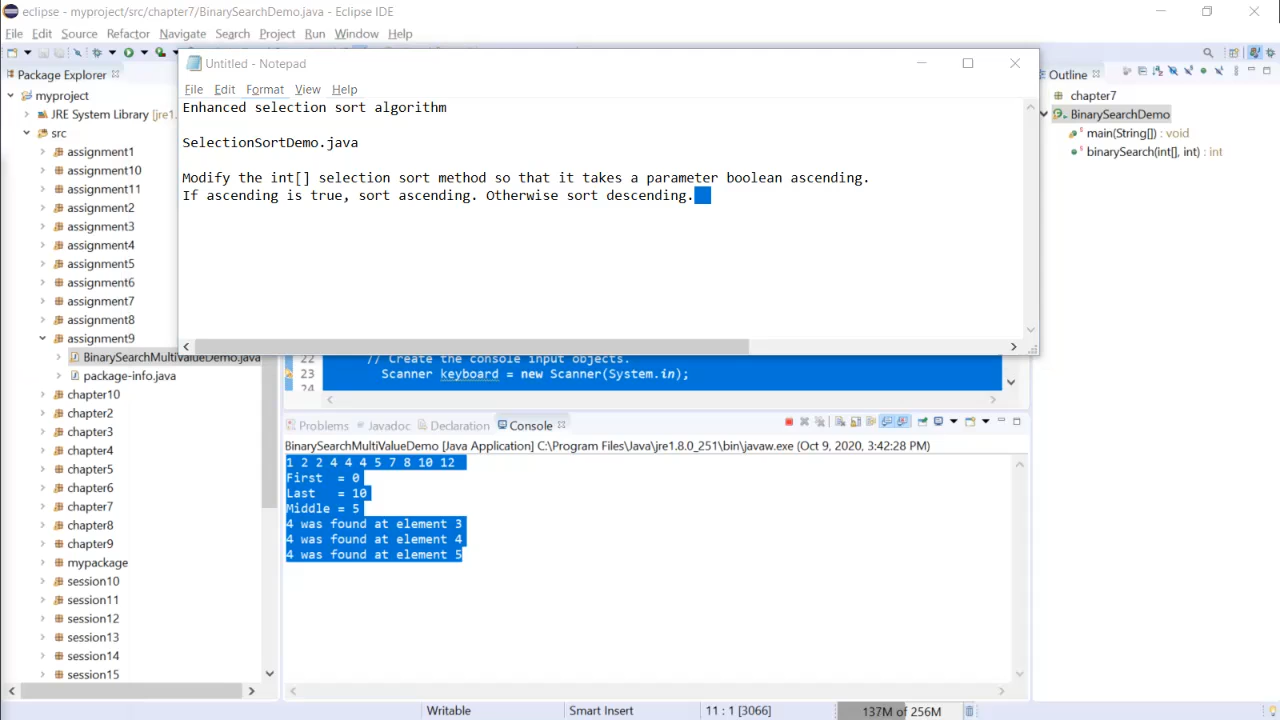 eclipse - myproject/src/chapter7/BinarySearchDemo.java - Eclipse IDE
File Edit Source Refactor Navigate Search Project Run Window Help
Package Explorer
myproject
JRE System Library [jre1.
src
assignment1
assignment10
assignment11
assignment2
assignment3
assignment4
assignment5
assignment6
assignment7
assignment8
assignment9
BinarySearchMultiValueDemo.java
package-info.java
chapter10
chapter2
chapter3
chapter4
chapter5
chapter6
chapter7
chapter8
chapter9
mypackage
session10
session11
session12
session13
session14
session15
Untitled - Notepad
File Edit Format View Help
Enhanced selection sort algorithm
SelectionSortDemo.java
Modify the int[] selection sort method so that it takes a parameter boolean ascending.
If ascending is true, sort ascending. Otherwise sort descending.
22 // Create the console input objects.
23 Scanner keyboard = new Scanner(System.in);
24
Problems Javadoc Declaration Console
BinarySearchMultiValueDemo [Java Application] C:\Program Files\Java\jre1.8.0_251\bin\javaw.exe (Oct 9, 2020, 3:42:28 PM)
1 2 2 4 4 4 5 7 8 10 12
First = 0
Last = 10
Middle = 5
4 was found at element 3
4 was found at element 4
4 was found at element 5
Outline
chapter7
BinarySearchDemo
main(String[]) : void
binarySearch(int[], int) : int
Writable Smart Insert 11 : 1 [3066] 137M of 256M